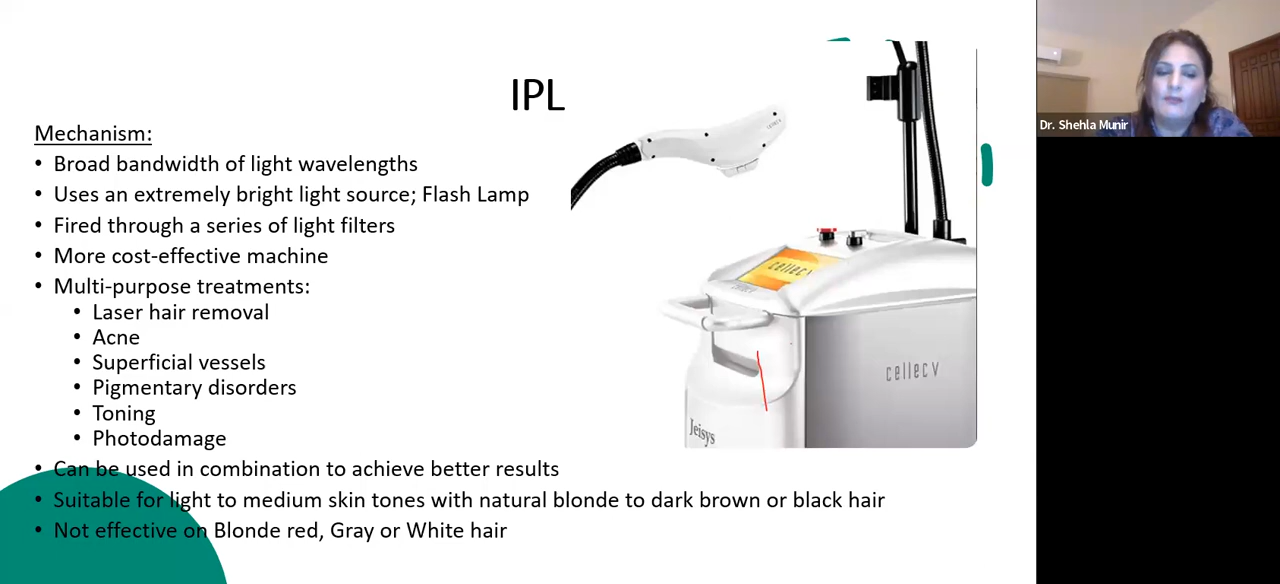 IPL
Mechanism:
• Broad bandwidth of light wavelengths
• Uses an extremely bright light source; Flash Lamp
• Fired through a series of light filters
• More cost-effective machine
• Multi-purpose treatments:
• Laser hair removal
• Acne
• Superficial vessels
• Pigmentary disorders
• Toning
• Photodamage
• Can be used in combination to achieve better results
• Suitable for light to medium skin tones with natural blonde to dark brown or black hair
• Not effective on Blonde red, Gray or White hair
cellec V
cellec V
Jeisys
Dr. Shehla Munir